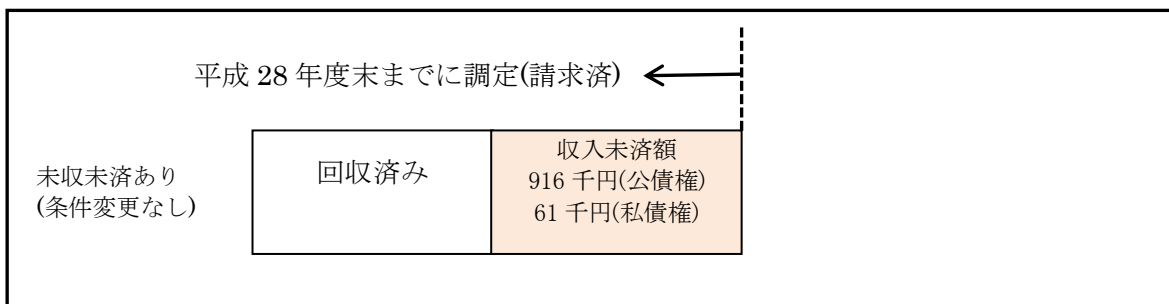 平成 28 年度末までに調定(請求済)
未収未済あり
(条件変更なし)
回収済み
収入未済額
916 千円(公債権)
61 千円(私債権)